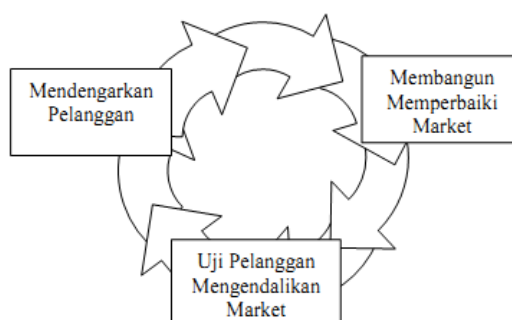 Mendengarkan
Pelanggan
Membangun
Memperbaiki
Market
Uji Pelanggan
Mengendalikan
Market